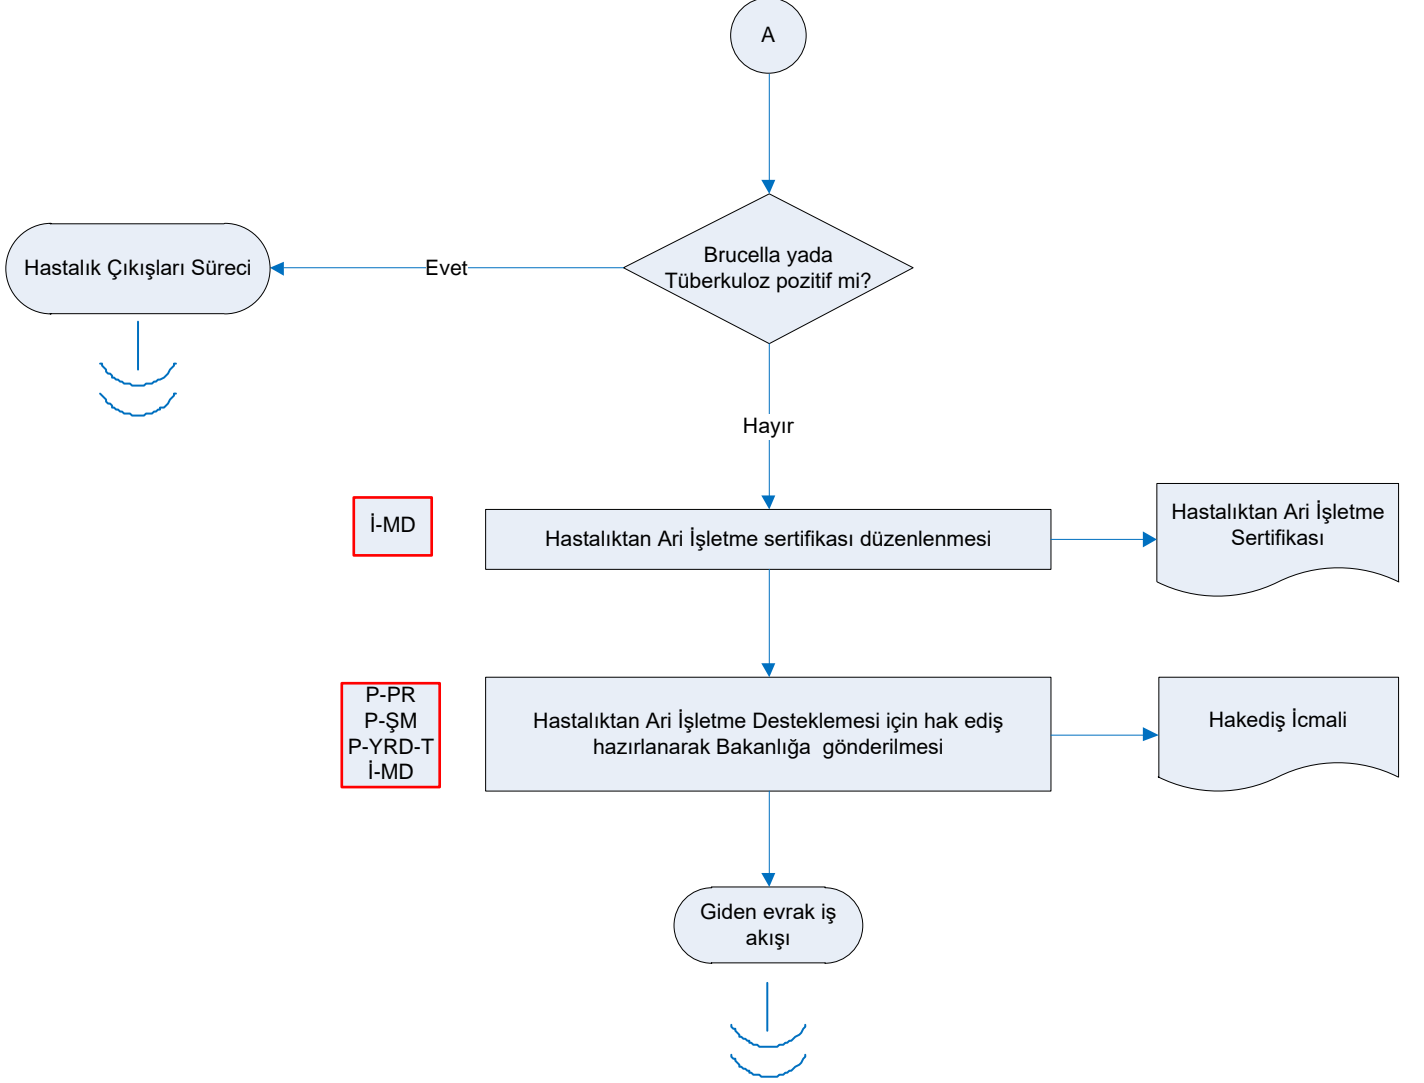 A
Brucella yada
Tüberkuloz pozitif mi?
Evet
Hastalık Çıkışları Süreci
Hayır
İ-MD
Hastalıktan Ari İşletme sertifikası düzenlenmesi
Hastalıktan Ari İşletme
Sertifikası
P-PR
P-ŞM
P-YRD-T
İ-MD
Hastalıktan Ari İşletme Desteklemesi için hak ediş
hazırlanarak Bakanlığa  gönderilmesi
Hakediş İcmali
Giden evrak iş
akışı